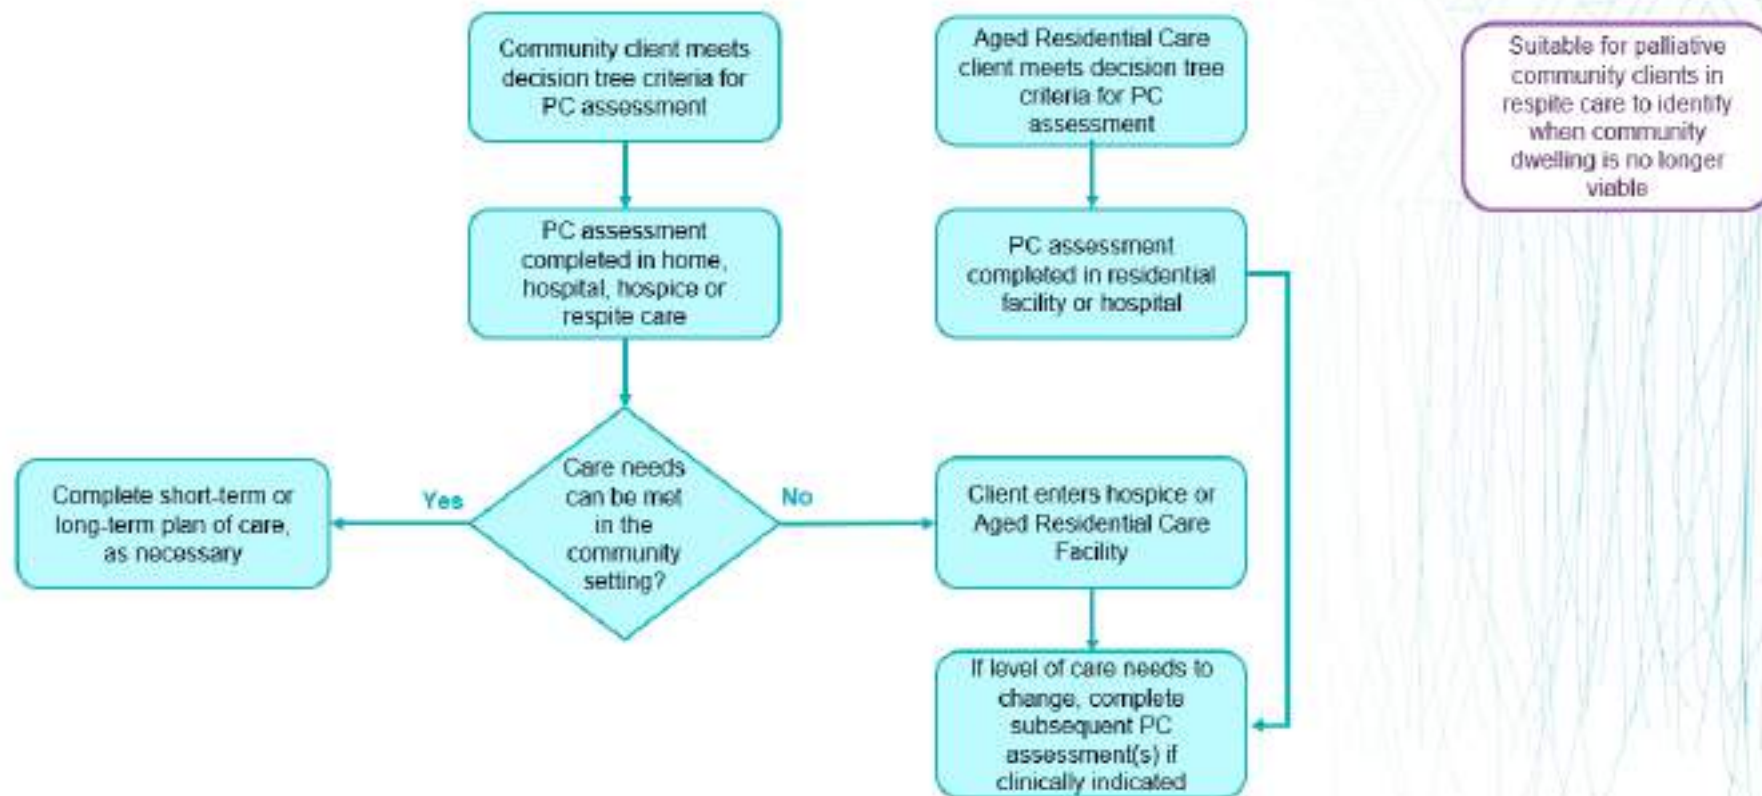 Community client meets
decision tree criteria for
PC assessment
Aged Residential Care
client meets decision tree
criteria for PC
assessment
Suitable for palliative
community clients in
respite care to identify
when community
dwelling is no longer
viable
PC assessment
completed in home,
hospital, hospice or
respite care
PC assessment
completed in residential
facility or hospital
Complete short-term or
long-term plan of care,
as necessary
Yes
Care needs
can be met
in the
community
setting?
No
Client enters hospice or
Aged Residential Care
Facility
If level of care needs to
change, complete
subsequent PC
assessment(s) if
clinically indicated